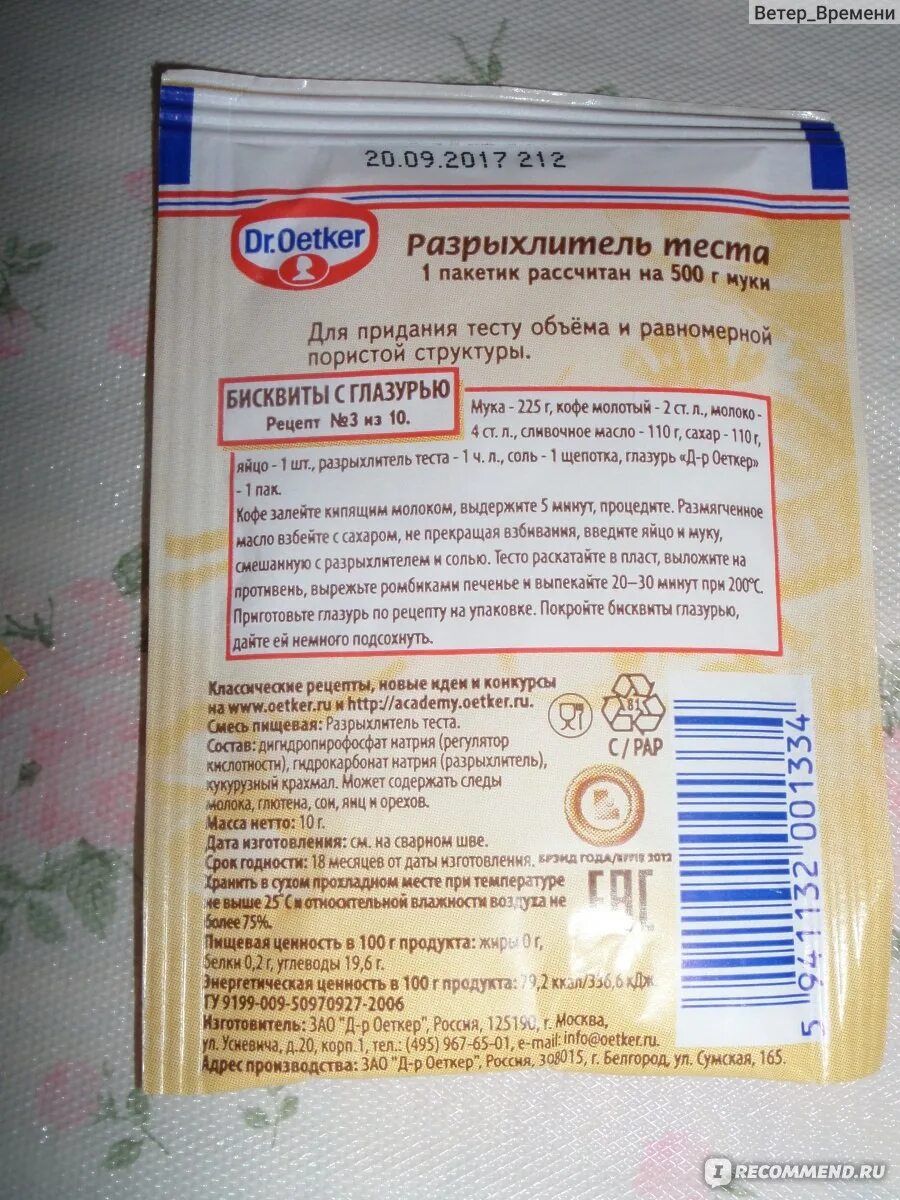 Ветер_Времени
20.09.2017 212
Dr.Oetker
Разрыхлитель теста
1 пакетик рассчитан на 500 г муки
Для придания тесту объёма и равномерной
пористой структуры.
БИСКВИТЫ С ГЛАЗУРЬЮ
Рецепт №3 из 10.
Мука - 225 г, кофе молотый - 2 ст. л., молоко -
4 ст. л., сливочное масло - 110 г, сахар - 110 г,
яйцо - 1 шт., разрыхлитель теста - 1 ч. л., соль - 1 щепотка, глазурь «Д-р Оеткер»
- 1 пак.
Кофе залейте кипящим молоком, выдержите 5 минут, процедите. Размягченное
масло взбейте с сахаром, не прекращая взбивания, введите яйцо и муку,
смешанную с разрыхлителем и солью. Тесто раскатайте в пласт, выложите на
противень, вырежьте ромбиками печенье и выпекайте 20–30 минут при 200°С.
Приготовьте глазурь по рецепту на упаковке. Покройте бисквиты глазурью,
дайте ей немного подсохнуть.
Классические рецепты, новые идеи и конкурсы
на www.oetker.ru и http://academy.oetker.ru.
Смесь пищевая: Разрыхлитель теста.
Состав: дигидропирофосфат натрия (регулятор
кислотности), гидрокарбонат натрия (разрыхлитель),
кукурузный крахмал. Может содержать следы
молока, глютена, сои, яиц и орехов.
Масса нетто: 10 г.
Дата изготовления: см. на сварном шве.
Срок годности: 18 месяцев от даты изготовления.
Хранить в сухом прохладном месте при температуре
не выше 25°С и относительной влажности воздуха не
более 75%.
Пищевая ценность в 100 г продукта: жиры 0 г,
белки 0,2 г, углеводы 19,6 г.
Энергетическая ценность в 100 г продукта: 79,2 ккал/336,6 кДж.
ТУ 9199-009-50970927-2006
Изготовитель: ЗАО "Д-р Оеткер", Россия, 125190, г. Москва,
ул. Усиевича, д.20, корп.1, тел.: (495) 967-65-01, e-mail: info@oetker.ru.
Адрес производства: ЗАО "Д-р Оеткер", Россия, 308015, г. Белгород, ул. Сумская, 165.
81
C / PAP
БРЭНД ГОДА/EFFIE 2012
EAC
5 941132 001334
IRECOMMEND.RU